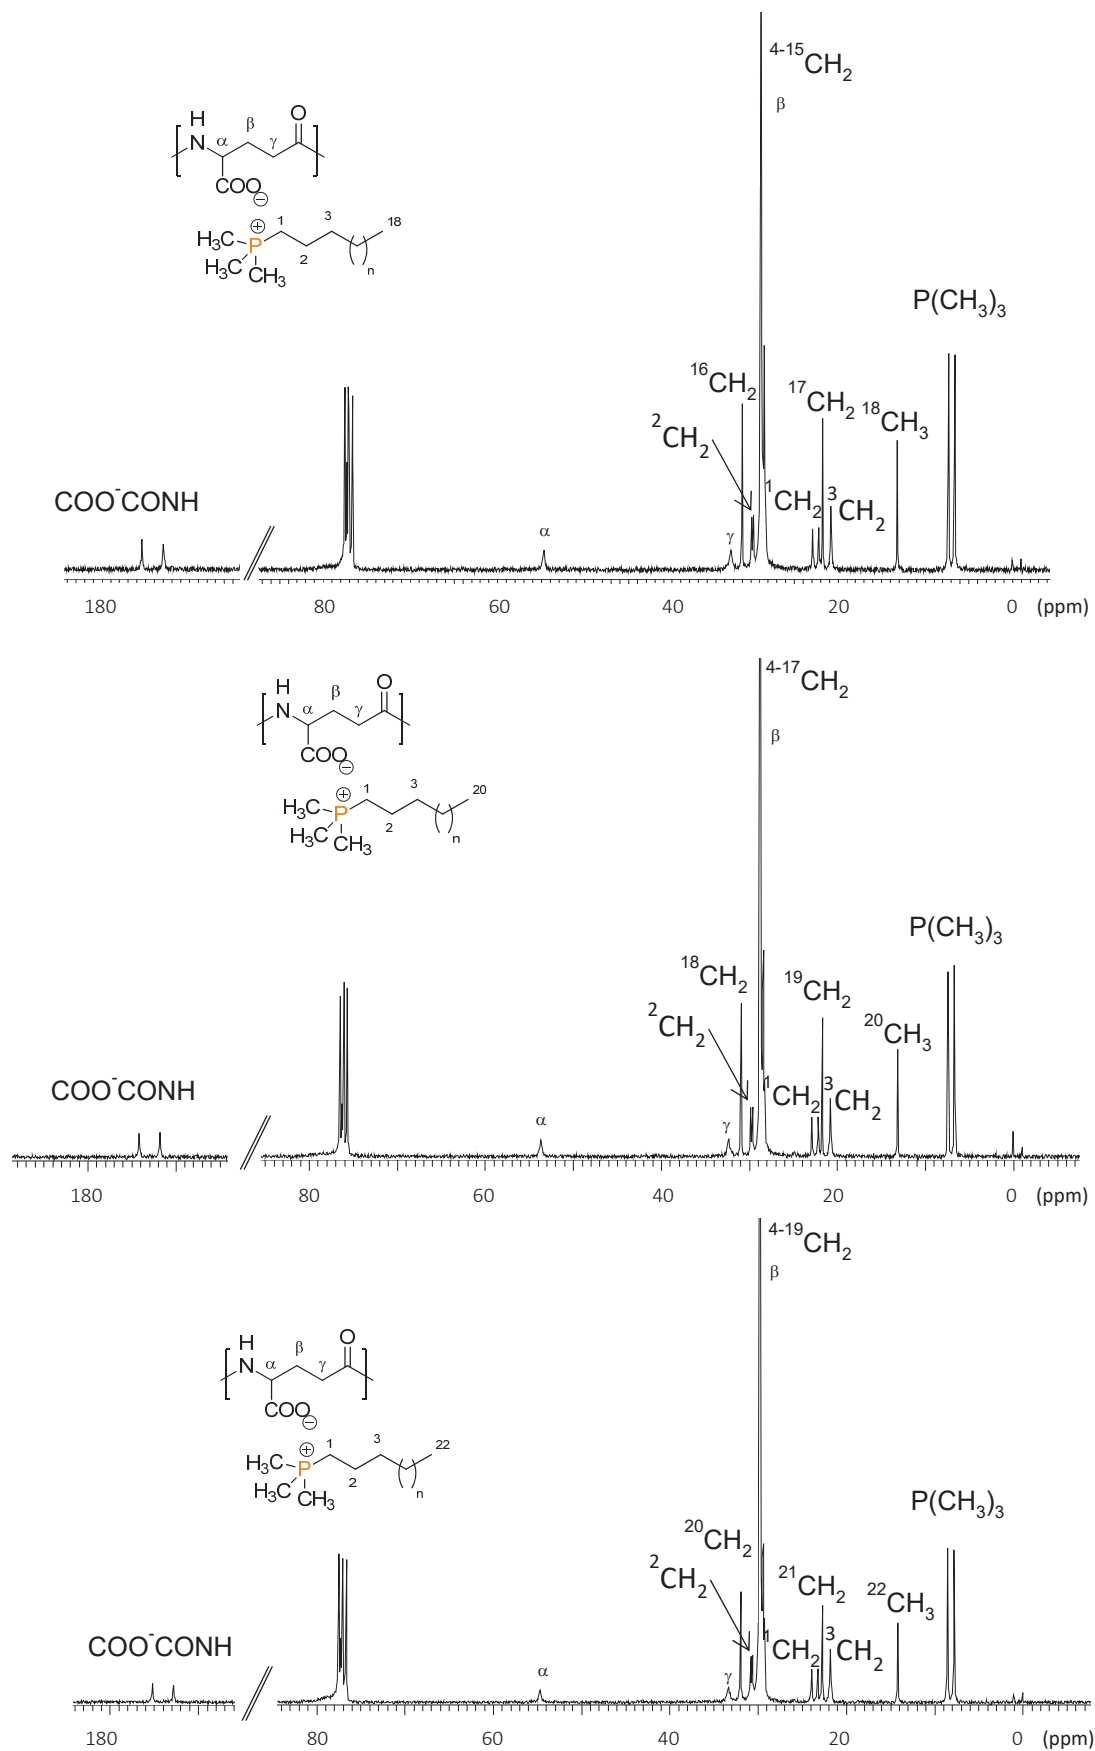 4-15CH2
β
H
N
α
β
γ
O
COO⊖
H3C
P⊕
H3C
CH3
1
2
3
18
n
P(CH3)3
16CH2
17CH2
18CH3
2CH2
1CH2
3CH2
COO-CONH
α
γ
180 80 60 40 20 0 (ppm)
4-17CH2
β
H
N
α
β
γ
O
COO⊖
H3C
P⊕
H3C
CH3
1
2
3
20
n
P(CH3)3
18CH2
19CH2
20CH3
2CH2
1CH2
3CH2
COO-CONH
α
γ
180 80 60 40 20 0 (ppm)
4-19CH2
β
H
N
α
β
γ
O
COO⊖
H3C
P⊕
H3C
CH3
1
2
3
22
n
P(CH3)3
20CH2
21CH2
22CH3
2CH2
1CH2
3CH2
COO-CONH
α
γ
180 80 60 40 20 0 (ppm)